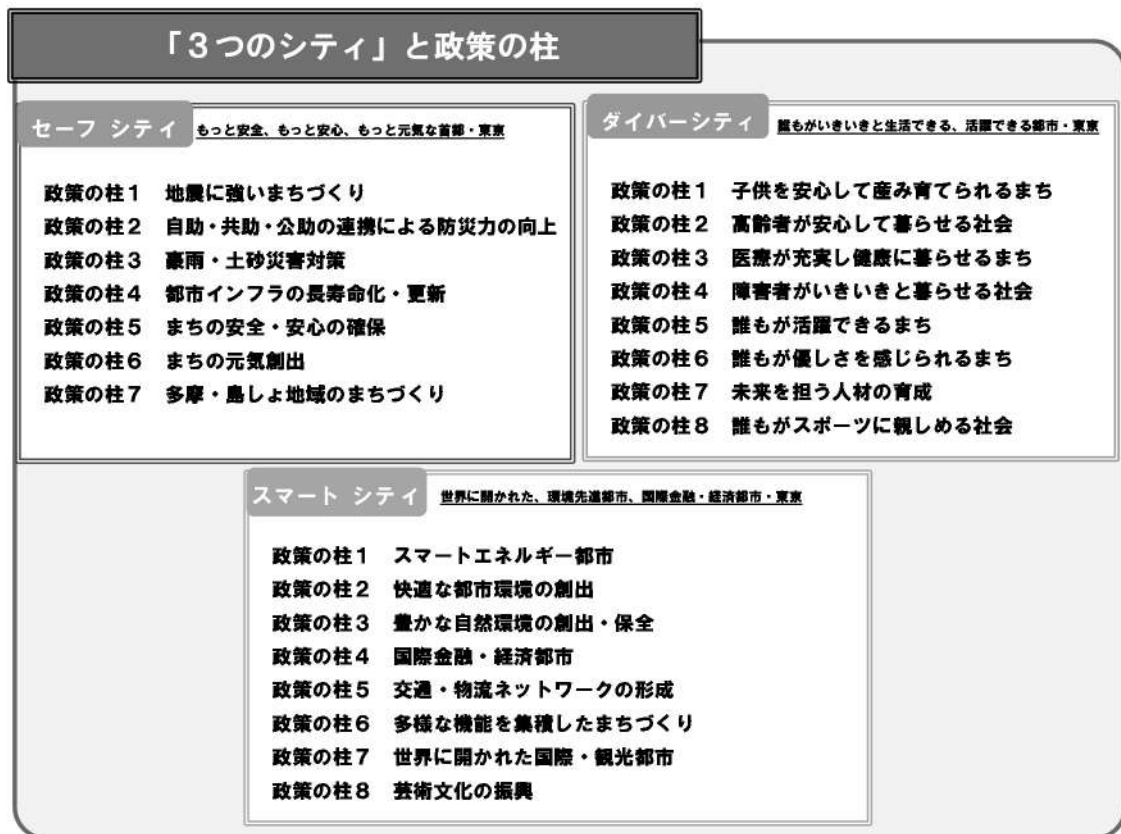 「3つのシティ」と政策の柱
セーフ シティ もっと安全、もっと安心、もっと元気な首都・東京
政策の柱1 地震に強いまちづくり
政策の柱2 自助・共助・公助の連携による防災力の向上
政策の柱3 豪雨・土砂災害対策
政策の柱4 都市インフラの長寿命化・更新
政策の柱5 まちの安全・安心の確保
政策の柱6 まちの元気創出
政策の柱7 多摩・島しょ地域のまちづくり
ダイバーシティ 誰もがいきいきと生活できる、活躍できる都市・東京
政策の柱1 子供を安心して産み育てられるまち
政策の柱2 高齢者が安心して暮らせる社会
政策の柱3 医療が充実し健康に暮らせるまち
政策の柱4 障害者がいきいきと暮らせる社会
政策の柱5 誰もが活躍できるまち
政策の柱6 誰もが優しさを感じられるまち
政策の柱7 未来を担う人材の育成
政策の柱8 誰もがスポーツに親しめる社会
スマート シティ 世界に開かれた、環境先進都市、国際金融・経済都市・東京
政策の柱1 スマートエネルギー都市
政策の柱2 快適な都市環境の創出
政策の柱3 豊かな自然環境の創出・保全
政策の柱4 国際金融・経済都市
政策の柱5 交通・物流ネットワークの形成
政策の柱6 多様な機能を集積したまちづくり
政策の柱7 世界に開かれた国際・観光都市
政策の柱8 芸術文化の振興